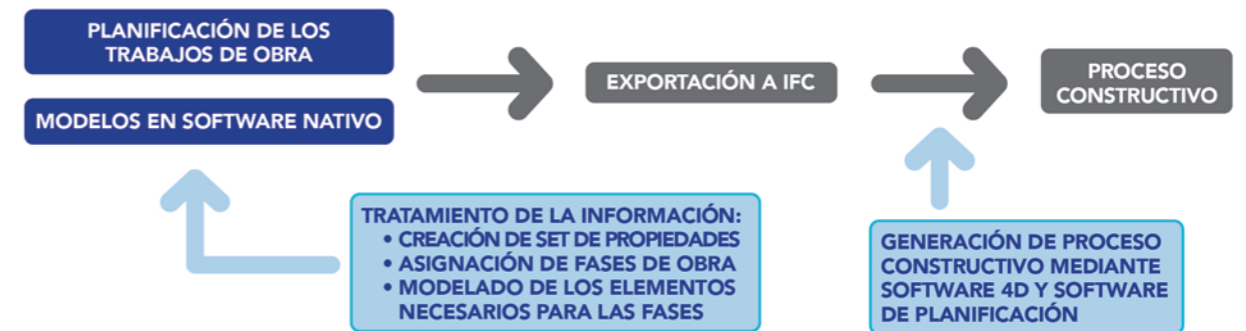 PLANIFICACIÓN DE LOS
TRABAJOS DE OBRA
MODELOS EN SOFTWARE NATIVO
EXPORTACIÓN A IFC
PROCESO
CONSTRUCTIVO
TRATAMIENTO DE LA INFORMACIÓN:
• CREACIÓN DE SET DE PROPIEDADES
• ASIGNACIÓN DE FASES DE OBRA
• MODELADO DE LOS ELEMENTOS
NECESARIOS PARA LAS FASES
GENERACIÓN DE PROCESO
CONSTRUCTIVO MEDIANTE
SOFTWARE 4D Y SOFTWARE
DE PLANIFICACIÓN